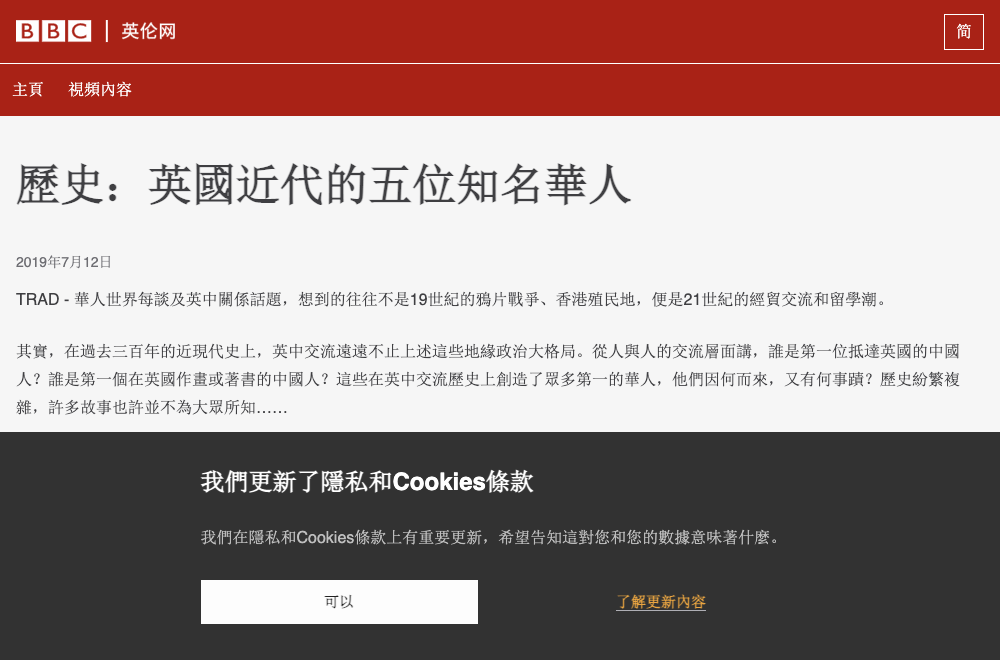 BBC | 英伦网
简
主頁 視頻內容
歷史：英國近代的五位知名華人
2019年7月12日
TRAD - 華人世界每談及英中關係話題，想到的往往不是19世紀的鴉片戰爭、香港殖民地，便是21世紀的經貿交流和留學潮。
其實，在過去三百年的近現代史上，英中交流遠遠不止上述這些地緣政治大格局。從人與人的交流層面講，誰是第一位抵達英國的中國
人？誰是第一個在英國作畫或著書的中國人？這些在英中交流歷史上創造了眾多第一的華人，他們因何而來，又有何事蹟？歷史紛繁複
雜，許多故事也許並不為大眾所知……
我們更新了隱私和Cookies條款
我們在隱私和Cookies條款上有重要更新，希望告知這對您和您的數據意味著什麼。
可以
了解更新內容